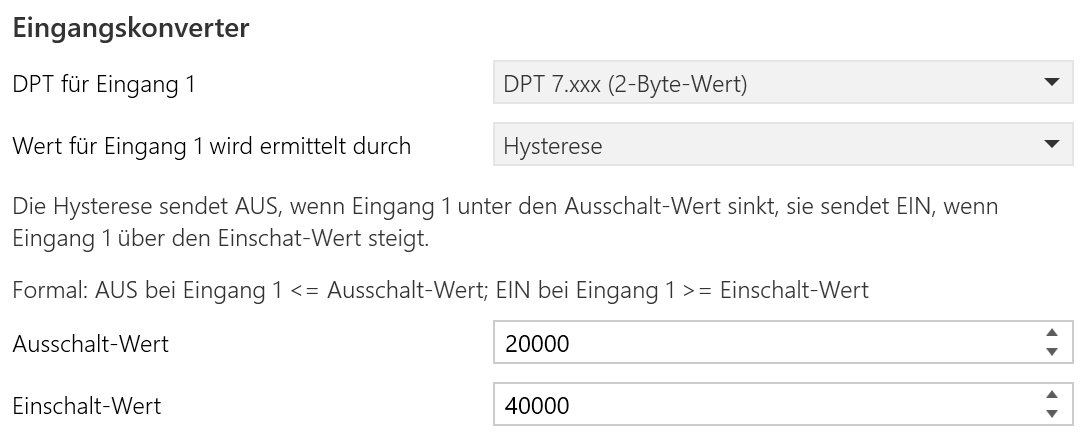 Eingangskonverter
DPT für Eingang 1
DPT 7.xxx (2-Byte-Wert)
Wert für Eingang 1 wird ermittelt durch
Hysterese
Die Hysterese sendet AUS, wenn Eingang 1 unter den Ausschalt-Wert sinkt, sie sendet EIN, wenn
Eingang 1 über den Einschat-Wert steigt.
Formal: AUS bei Eingang 1 <= Ausschalt-Wert; EIN bei Eingang 1 >= Einschalt-Wert
Ausschalt-Wert
20000
Einschalt-Wert
40000